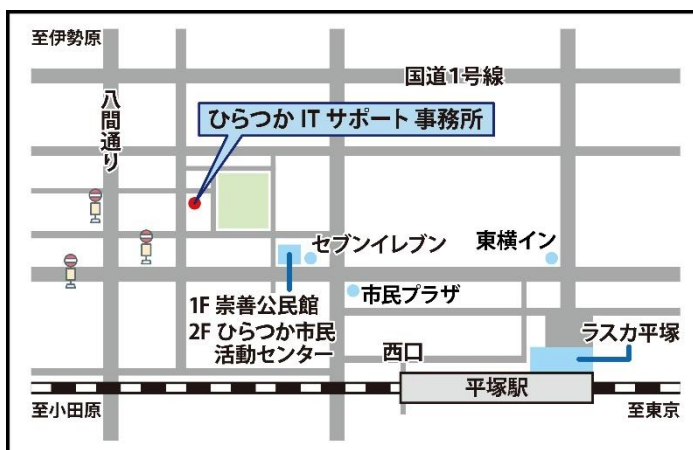 至伊勢原
国道1号線
八間通り
ひらつか IT サポート 事務所
セブンイレブン
東横イン
市民プラザ
1F 崇善公民館
2F ひらつか市民
活動センター
西口
ラスカ平塚
平塚駅
至小田原
至東京